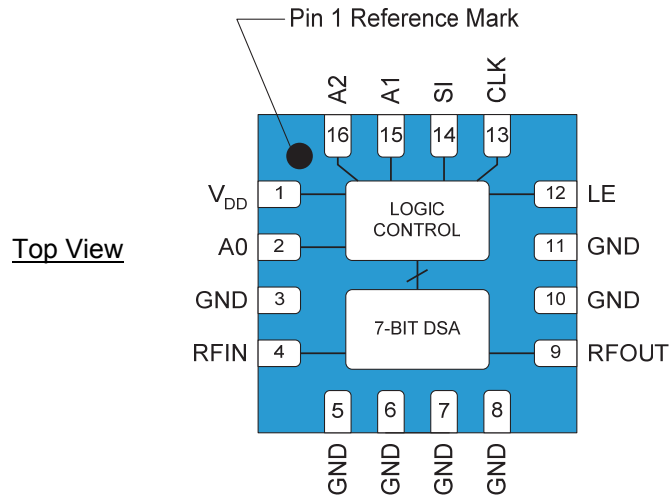 Pin 1 Reference Mark
A2
A1
SI
CLK
16
15
14
13
V_DD
1
12
LE
LOGIC
CONTROL
Top View
A0
2
11
GND
GND
3
10
GND
7-BIT DSA
RFIN
4
9
RFOUT
5
6
7
8
GND
GND
GND
GND